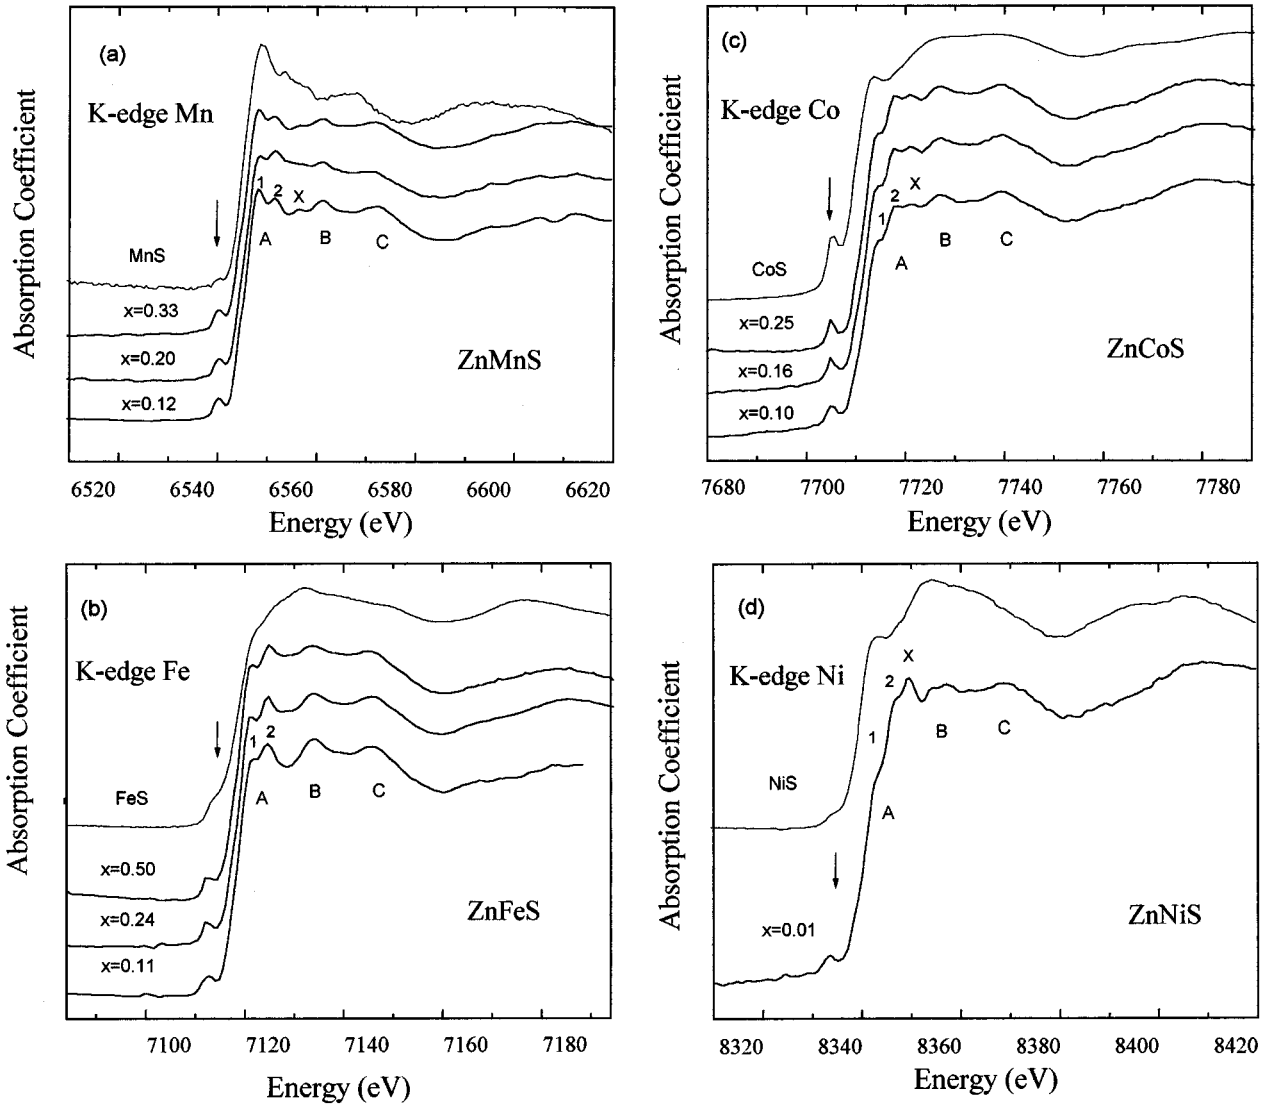 (a)
K-edge Mn
1
2
X
A
B
C
MnS
x=0.33
x=0.20
x=0.12
ZnMnS
Absorption Coefficient
6520 6540 6560 6580 6600 6620
Energy (eV)
(c)
K-edge Co
X
2
1
A
B
C
CoS
x=0.25
x=0.16
x=0.10
ZnCoS
Absorption Coefficient
7680 7700 7720 7740 7760 7780
Energy (eV)
(b)
K-edge Fe
1
2
A
B
C
FeS
x=0.50
x=0.24
x=0.11
ZnFeS
Absorption Coefficient
7100 7120 7140 7160 7180
Energy (eV)
(d)
K-edge Ni
X
2
1
B
C
A
NiS
x=0.01
ZnNiS
Absorption Coefficient
8320 8340 8360 8380 8400 8420
Energy (eV)